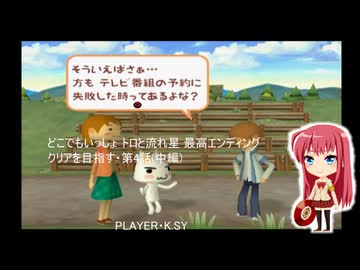 そういえばさぁ…
方も テレビ番組の予約に
失敗した時ってあるよな？
どこでもいっしょ トロと流れ星 最高エンディング
クリアを目指す・第4話(中編)
PLAYER・K.SY